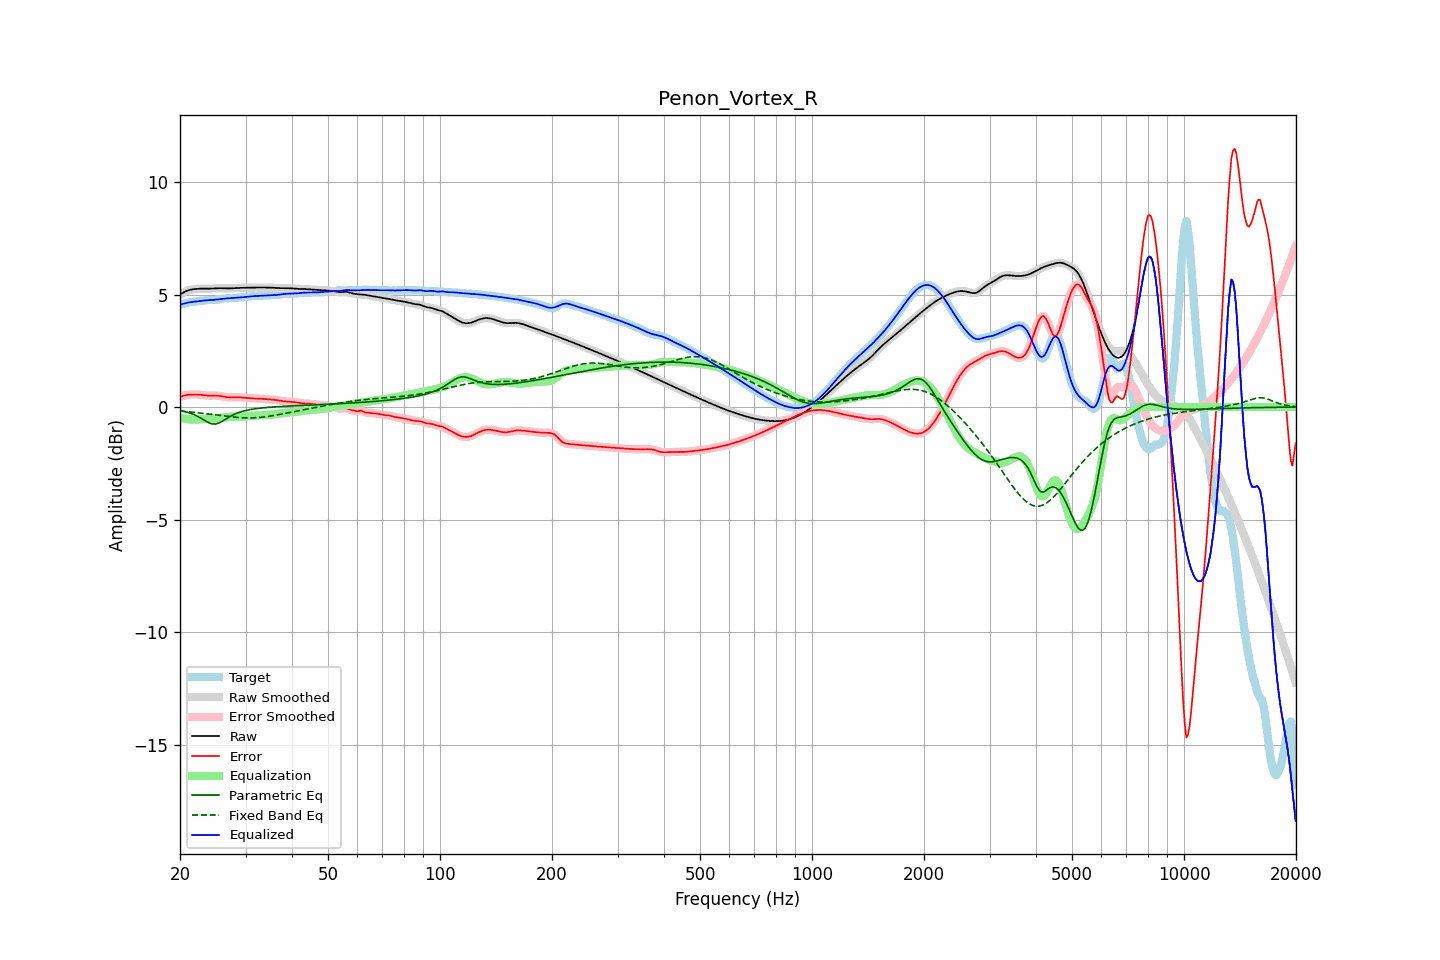 Penon_Vortex_R
10
5
0
−5
−10
−15
Amplitude (dBr)
Target
Raw Smoothed
Error Smoothed
Raw
Error
Equalization
Parametric Eq
Fixed Band Eq
Equalized
20 50 100 200 500 1000 2000 5000 10000 20000
Frequency (Hz)